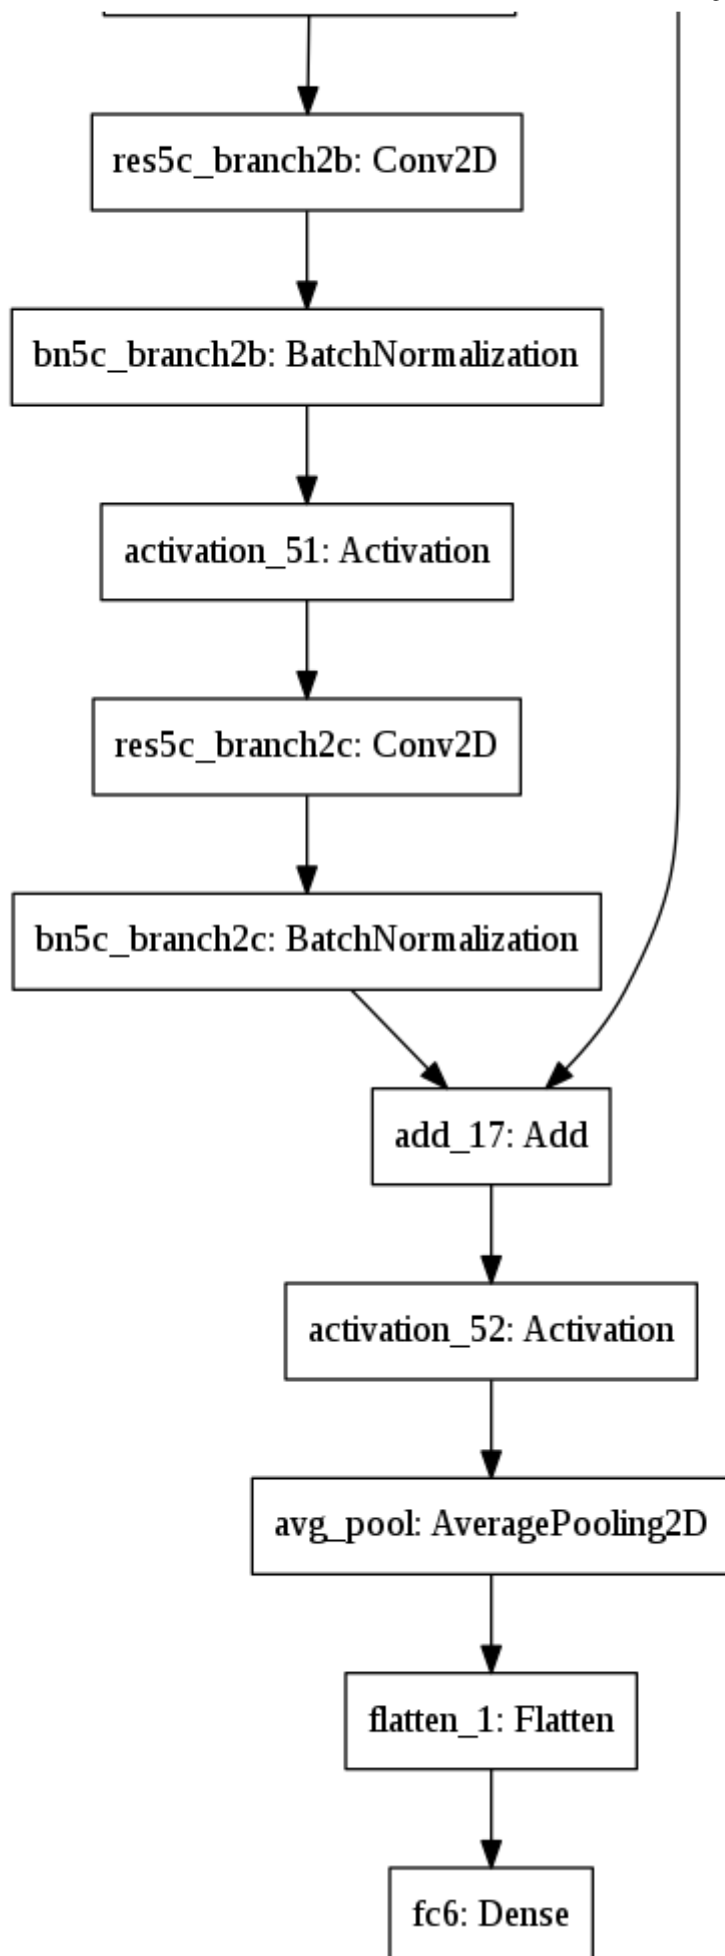 res5c_branch2b: Conv2D
bn5c_branch2b: BatchNormalization
activation_51: Activation
res5c_branch2c: Conv2D
bn5c_branch2c: BatchNormalization
add_17: Add
activation_52: Activation
avg_pool: AveragePooling2D
flatten_1: Flatten
fc6: Dense